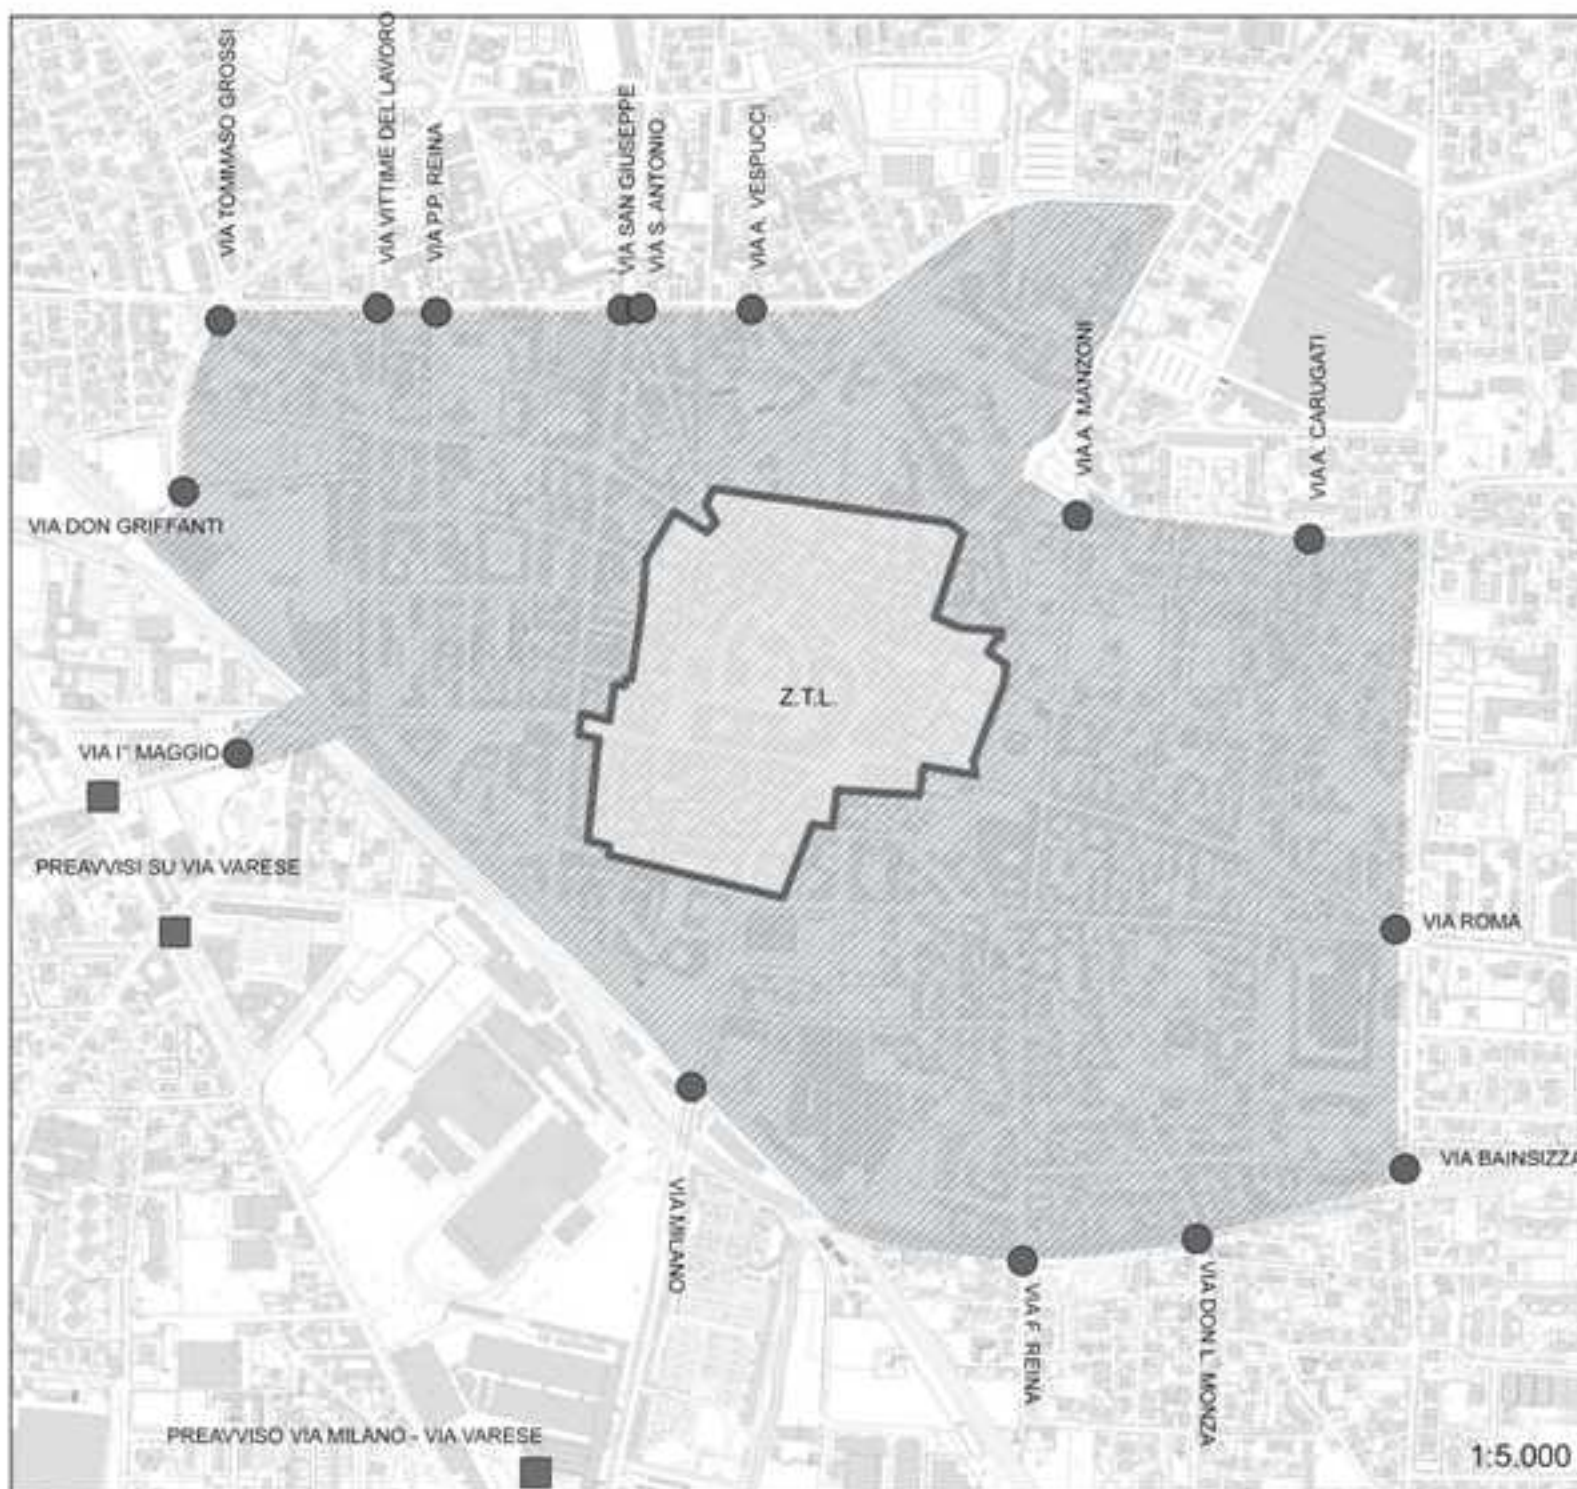 VIA TOMMASO GROSSI
VIA VITTIME DEL LAVORO
VIA P.P. REINA
VIA SAN GIUSEPPE
VIA S. ANTONIO
VIA A. VESPUCCI
VIA A. MANZONI
VIA A. CARUGATI
VIA DON GRIFFANTI
Z.T.L.
VIA I° MAGGIO
PREAVVISI SU VIA VARESE
VIA ROMA
VIA BAINSIZZA
VIA MILANO
VIA F. REINA
VIA DON L. MONZA
PREAVVISO VIA MILANO - VIA VARESE
1:5.000